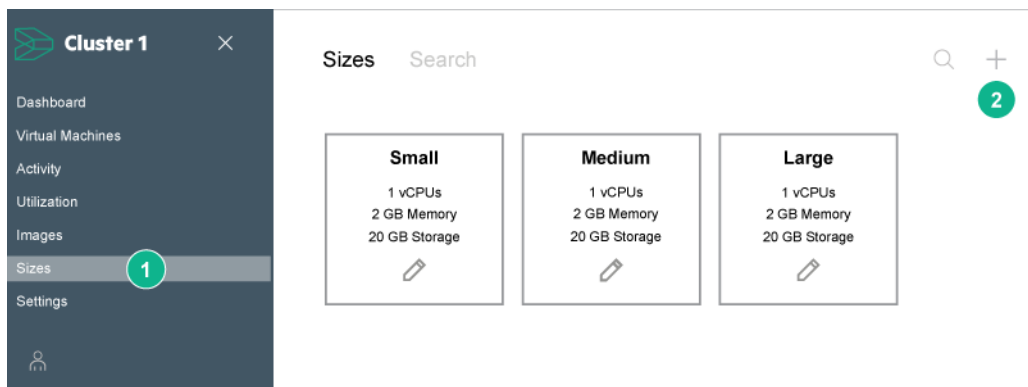 Cluster 1
Dashboard
Virtual Machines
Activity
Utilization
Images
Sizes
1
Settings
Sizes Search
2
Small
1 vCPUs
2 GB Memory
20 GB Storage
Medium
1 vCPUs
2 GB Memory
20 GB Storage
Large
1 vCPUs
2 GB Memory
20 GB Storage